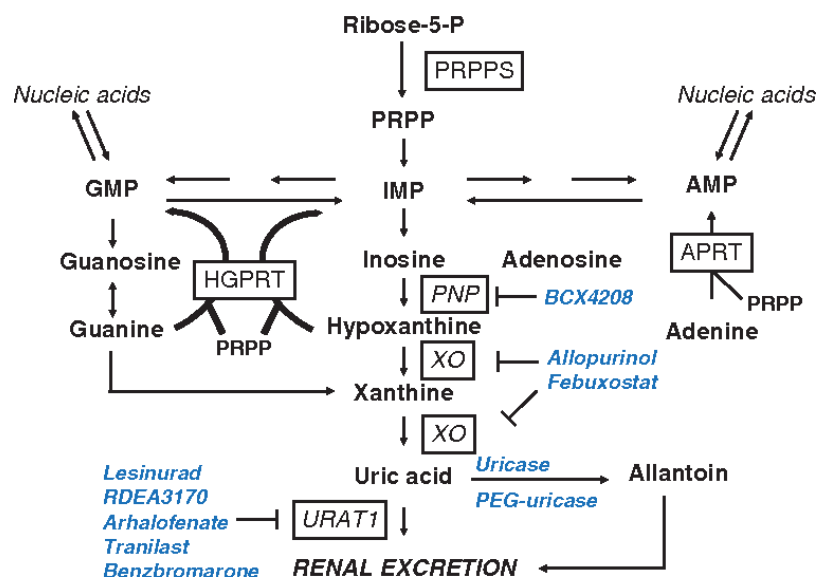 Ribose-5-P
PRPPS
Nucleic acids
Nucleic acids
PRPP
GMP
IMP
AMP
Guanosine
HGPRT
Inosine
Adenosine
APRT
PNP
BCX4208
PRPP
Guanine
PRPP
Hypoxanthine
Adenine
XO
Allopurinol
Febuxostat
Xanthine
XO
Uric acid
Uricase
PEG-uricase
Allantoin
Lesinurad
RDEA3170
Arhalofenate
Tranilast
Benzbromarone
URAT1
RENAL EXCRETION